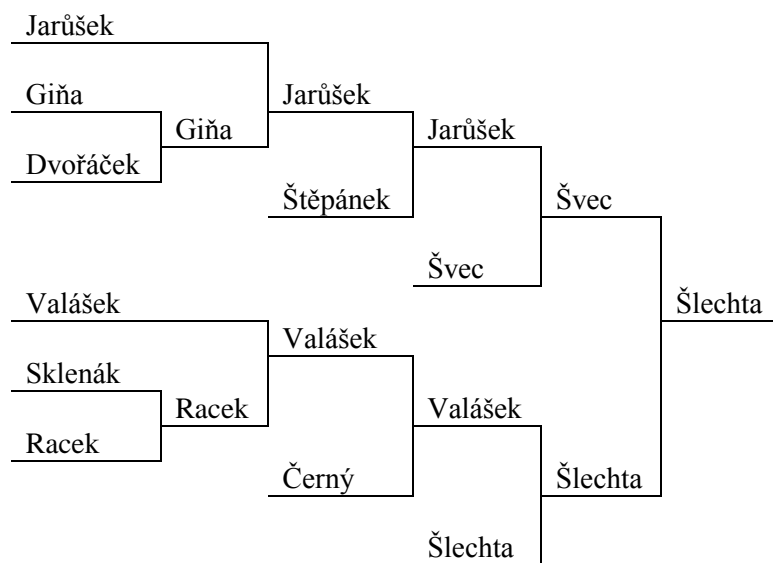 Jarůšek
Giňa
Jarůšek
Giňa
Jarůšek
Dvořáček
Štěpánek
Švec
Švec
Valášek
Šlechta
Valášek
Sklenák
Racek
Valášek
Racek
Černý
Šlechta
Šlechta